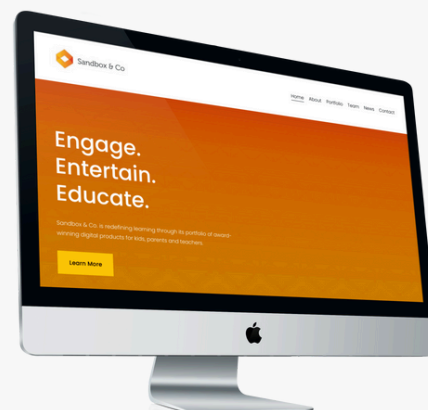 Sandbox & Co
Home About Portfolio Team News Contact
Engage.
Entertain.
Educate.
Sandbox & Co. is redefining learning through its portfolio of award-
winning digital products for kids, parents and teachers.
Learn More